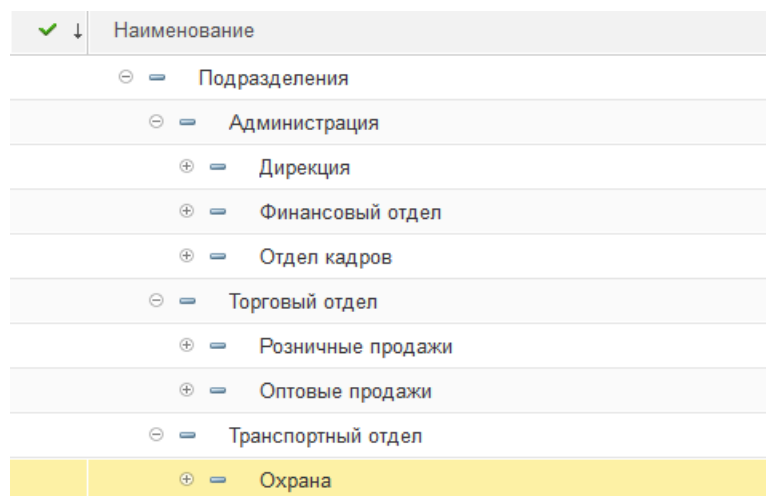 Наименование
Подразделения
Администрация
Дирекция
Финансовый отдел
Отдел кадров
Торговый отдел
Розничные продажи
Оптовые продажи
Транспортный отдел
Охрана